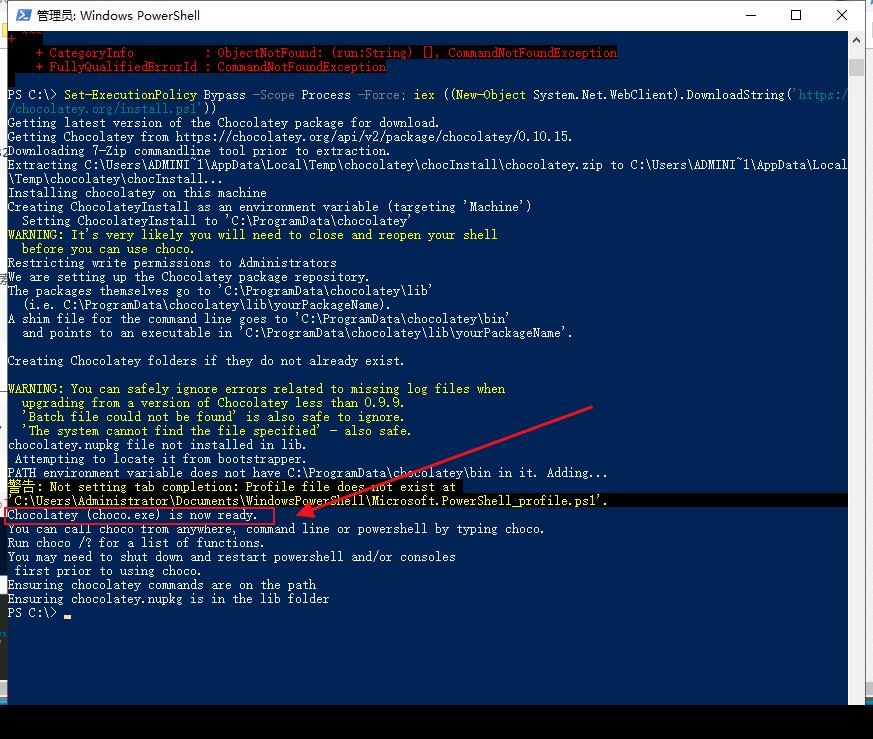 管理员: Windows PowerShell
+ ~~~
+ CategoryInfo          : ObjectNotFound: (run:String) [], CommandNotFoundException
+ FullyQualifiedErrorId : CommandNotFoundException
PS C:\> Set-ExecutionPolicy Bypass -Scope Process -Force; iex ((New-Object System.Net.WebClient).DownloadString('https:/
/chocolatey.org/install.ps1'))
Getting latest version of the Chocolatey package for download.
Getting Chocolatey from https://chocolatey.org/api/v2/package/chocolatey/0.10.15.
Downloading 7-Zip commandline tool prior to extraction.
Extracting C:\Users\ADMINI~1\AppData\Local\Temp\chocolatey\chocInstall\chocolatey.zip to C:\Users\ADMINI~1\AppData\Local
\Temp\chocolatey\chocInstall...
Installing chocolatey on this machine
Creating ChocolateyInstall as an environment variable (targeting 'Machine')
  Setting ChocolateyInstall to 'C:\ProgramData\chocolatey'
WARNING: It's very likely you will need to close and reopen your shell
  before you can use choco.
Restricting write permissions to Administrators
We are setting up the Chocolatey package repository.
The packages themselves go to 'C:\ProgramData\chocolatey\lib'
  (i.e. C:\ProgramData\chocolatey\lib\yourPackageName).
A shim file for the command line goes to 'C:\ProgramData\chocolatey\bin'
  and points to an executable in 'C:\ProgramData\chocolatey\lib\yourPackageName'.
Creating Chocolatey folders if they do not already exist.
WARNING: You can safely ignore errors related to missing log files when
  upgrading from a version of Chocolatey less than 0.9.9.
  'Batch file could not be found' is also safe to ignore.
  'The system cannot find the file specified' - also safe.
chocolatey.nupkg file not installed in lib.
 Attempting to locate it from bootstrapper.
PATH environment variable does not have C:\ProgramData\chocolatey\bin in it. Adding...
警告: Not setting tab completion: Profile file does not exist at
'C:\Users\Administrator\Documents\WindowsPowerShell\Microsoft.PowerShell_profile.ps1'.
Chocolatey (choco.exe) is now ready.
You can call choco from anywhere, command line or powershell by typing choco.
Run choco /? for a list of functions.
You may need to shut down and restart powershell and/or consoles
 first prior to using choco.
Ensuring chocolatey commands are on the path
Ensuring chocolatey.nupkg is in the lib folder
PS C:\>